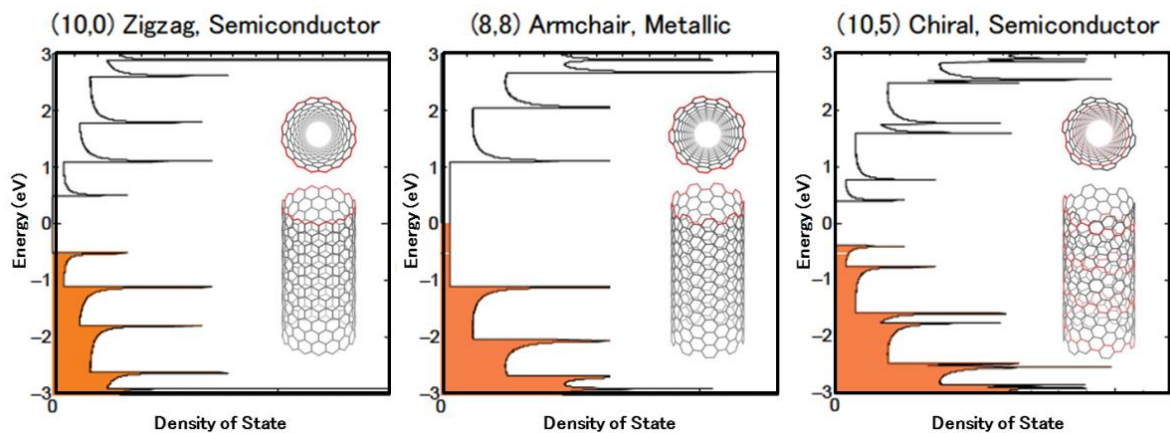 (10,0) Zigzag, Semiconductor
3
2
1
0
−1
−2
−3
Energy (eV)
0
Density of State
(8,8) Armchair, Metallic
3
2
1
0
−1
−2
−3
Energy (eV)
0
Density of State
(10,5) Chiral, Semiconductor
3
2
1
0
−1
−2
−3
Energy (eV)
0
Density of State